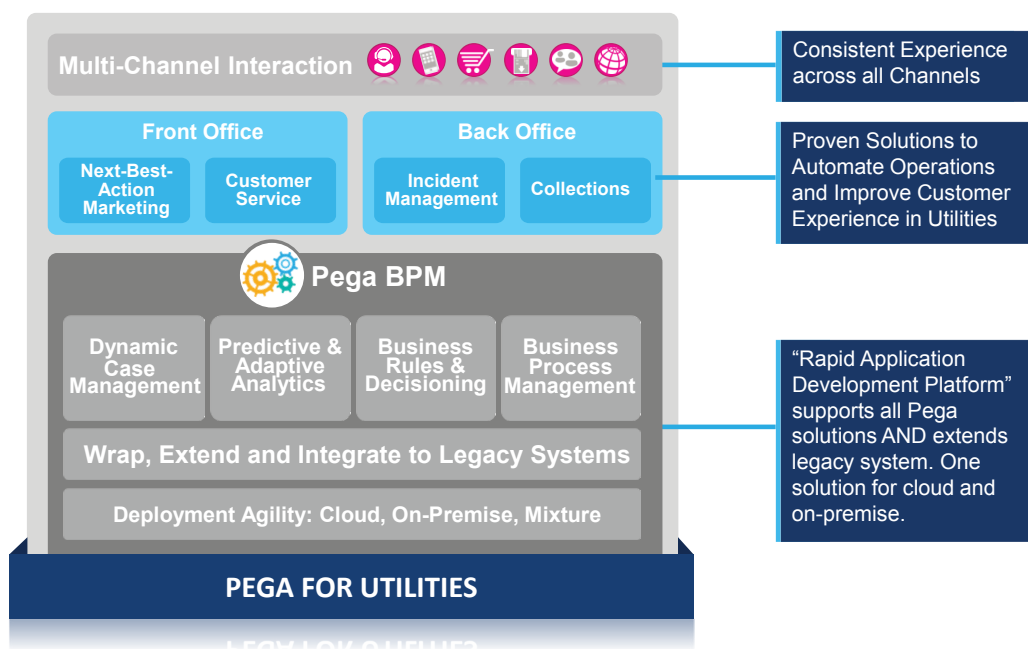 Multi-Channel Interaction
Consistent Experience
across all Channels
Front Office
Next-Best-
Action
Marketing
Customer
Service
Back Office
Incident
Management
Collections
Proven Solutions to
Automate Operations
and Improve Customer
Experience in Utilities
Pega BPM
Dynamic
Case
Management
Predictive &
Adaptive
Analytics
Business
Rules &
Decisioning
Business
Process
Management
Wrap, Extend and Integrate to Legacy Systems
Deployment Agility: Cloud, On-Premise, Mixture
“Rapid Application
Development Platform”
supports all Pega
solutions AND extends
legacy system. One
solution for cloud and
on-premise.
PEGA FOR UTILITIES